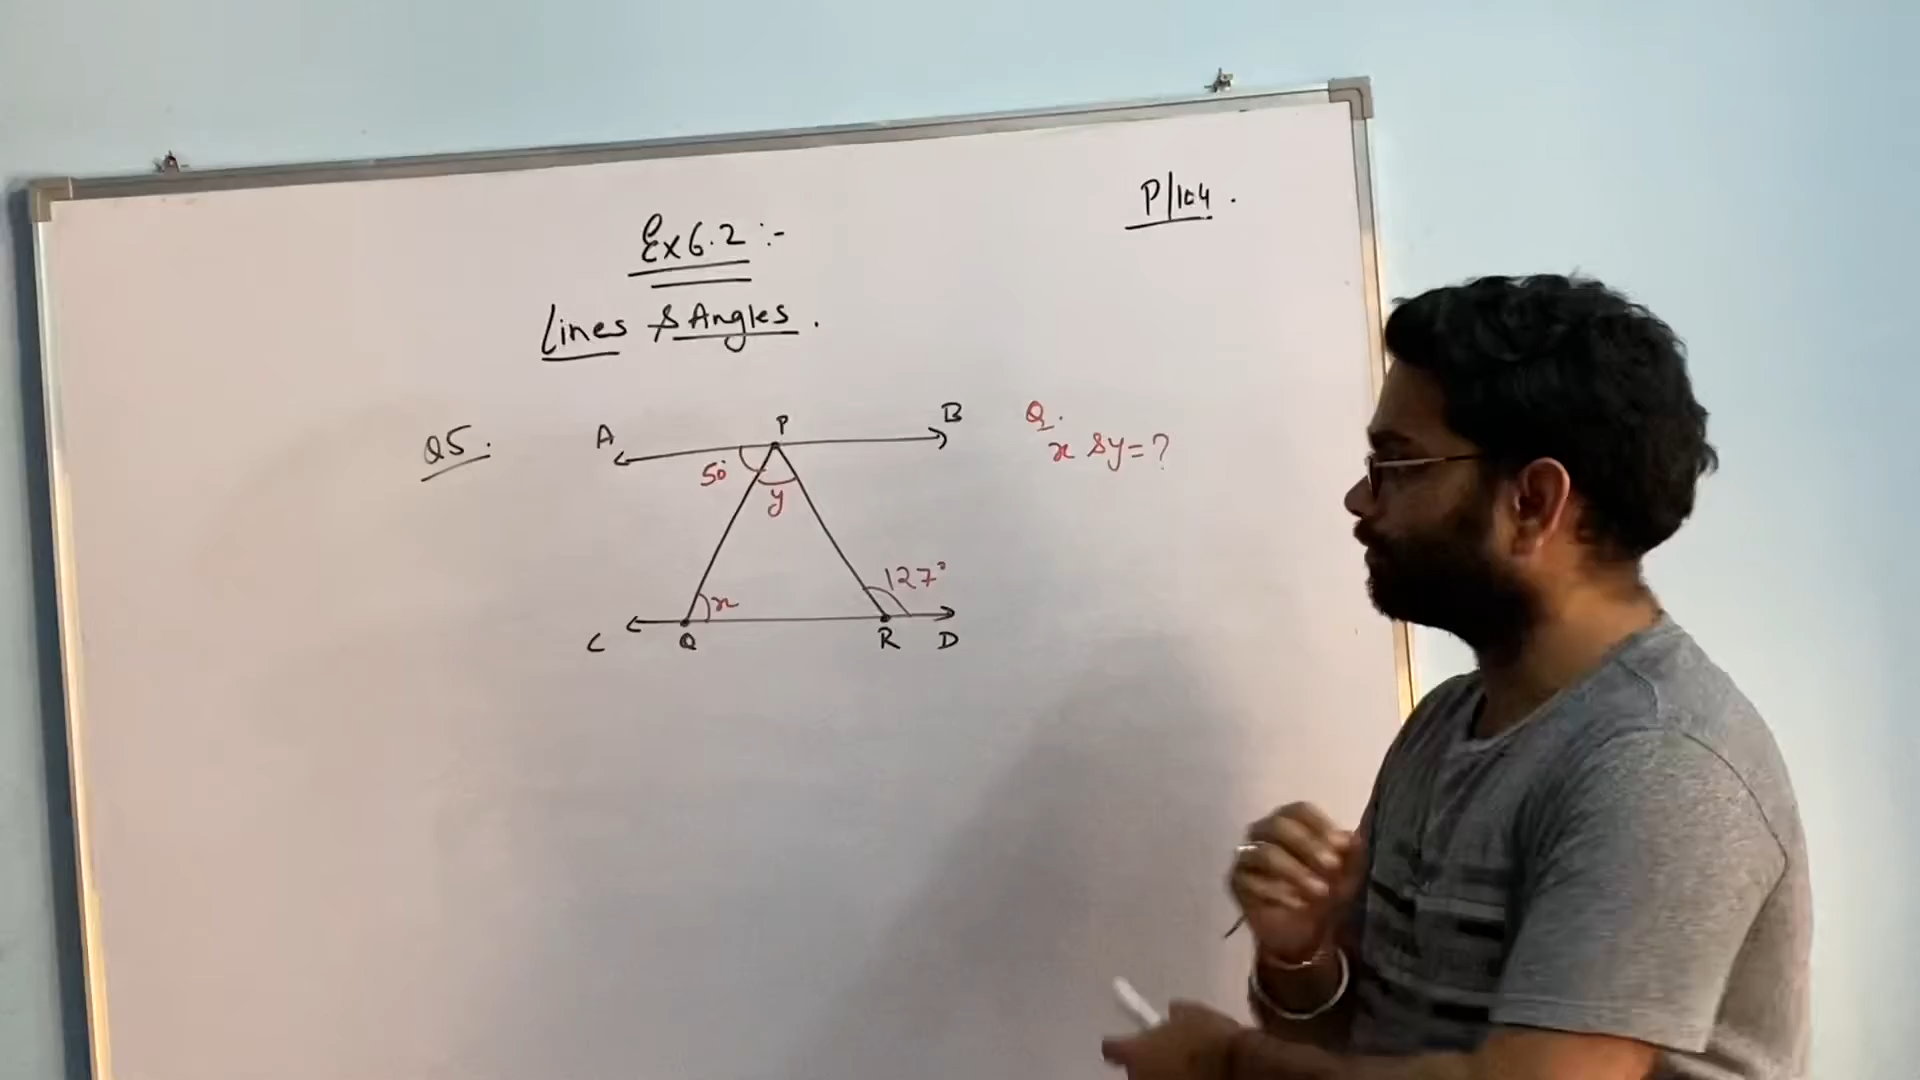 P/104.
Ex 6.2 :-
Lines & Angles.
Q5.
A
P
B
50°
y
Q.
x & y = ?
x
127°
C
Q
R
D